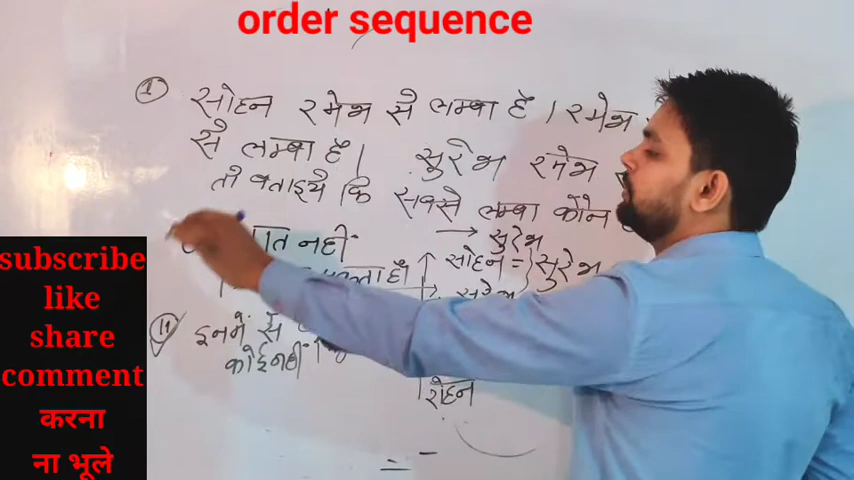 order sequence
① सोहन रमेश से लम्बा है । रमेश
से लम्बा है । सुरेश रमेश
तो बताइये कि सबसे लम्बा कौन
→ सुरेश
नहीं
सोहन = सुरेश
सुरेश
इनमें से
कोई नहीं
रोहन
subscribe
like
share
comment
करना
ना भूले